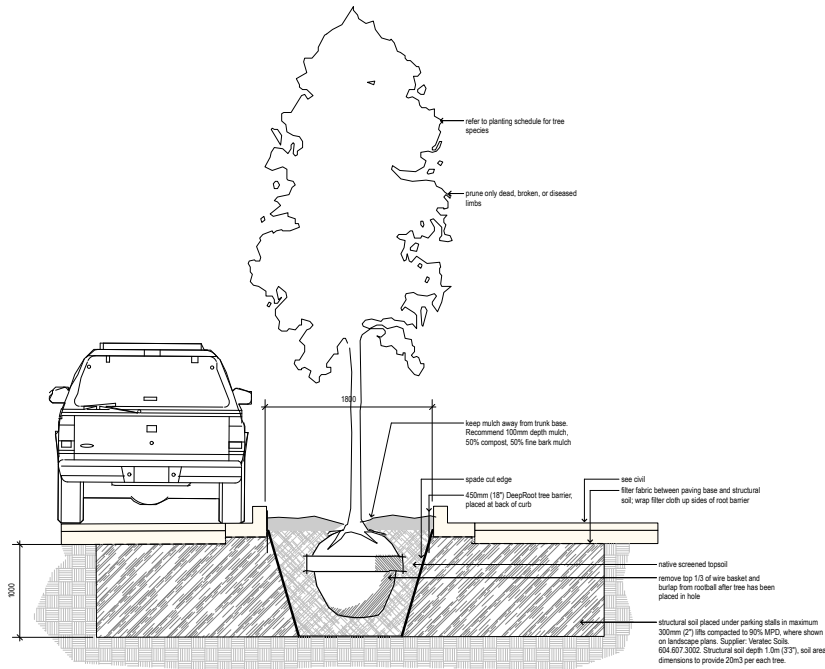 refer to planting schedule for tree
species
prune only dead, broken, or diseased
limbs
1800
keep mulch away from trunk base.
Recommend 100mm depth mulch,
50% compost, 50% fine bark mulch
spade cut edge
450mm (18") DeepRoot tree barrier,
placed at back of curb
see civil
filter fabric between paving base and structural
soil; wrap filter cloth up sides of root barrier
1000
native screened topsoil
remove top 1/3 of wire basket and
burlap from rootball after tree has been
placed in hole
structural soil placed under parking stalls in maximum
300mm (2") lifts compacted to 90% MPD, where shown
on landscape plans. Supplier: Veratec Soils.
604.607.3002. Structural soil depth 1.0m (3'3"), soil area
dimensions to provide 20m3 per each tree.